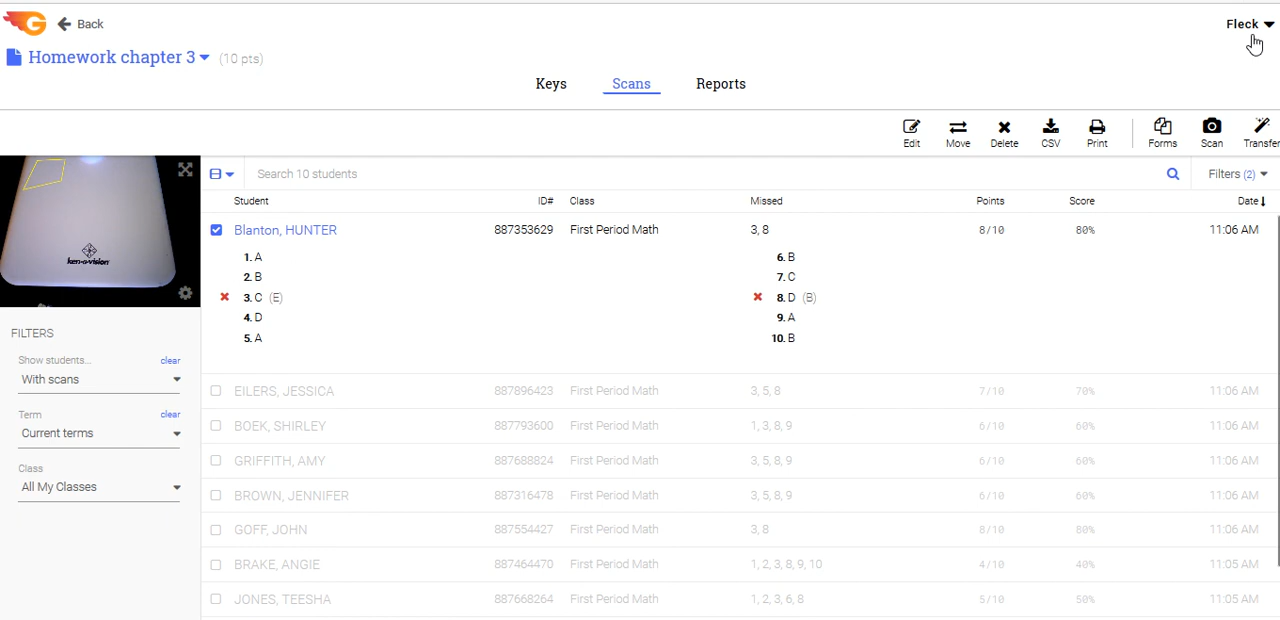 G Back Fleck
Homework chapter 3 (10 pts)
Keys Scans Reports
Edit Move Delete CSV Print Forms Scan Transfer
Search 10 students Filters (2)
Student ID# Class Missed Points Score Date
Blanton, HUNTER 887353629 First Period Math 3, 8 8/10 80% 11:06 AM
1. A 6. B
2. B 7. C
3. C (E) 8. D (B)
4. D 9. A
5. A 10. B
ken-a-vision
FILTERS
Show students... clear
With scans
Term clear
Current terms
Class
All My Classes
EILERS, JESSICA 887896423 First Period Math 3, 5, 8 7/10 70% 11:06 AM
BOEK, SHIRLEY 887793600 First Period Math 1, 3, 8, 9 6/10 60% 11:06 AM
GRIFFITH, AMY 887688824 First Period Math 3, 5, 8, 9 6/10 60% 11:06 AM
BROWN, JENNIFER 887316478 First Period Math 3, 5, 8, 9 6/10 60% 11:06 AM
GOFF, JOHN 887554427 First Period Math 3, 8 8/10 80% 11:06 AM
BRAKE, ANGIE 887464470 First Period Math 1, 2, 3, 8, 9, 10 4/10 40% 11:05 AM
JONES, TEESHA 887668264 First Period Math 1, 2, 3, 6, 8 5/10 50% 11:05 AM